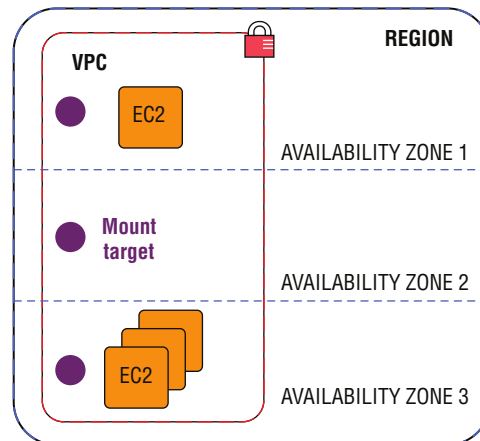 REGION
VPC
EC2
AVAILABILITY ZONE 1
Mount
target
AVAILABILITY ZONE 2
EC2
AVAILABILITY ZONE 3